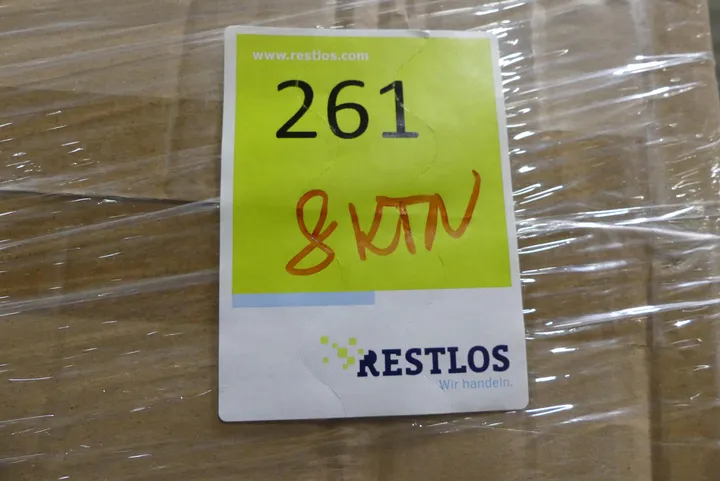 www.restlos.com
261
8 KTN
RESTLOS
Wir handeln.